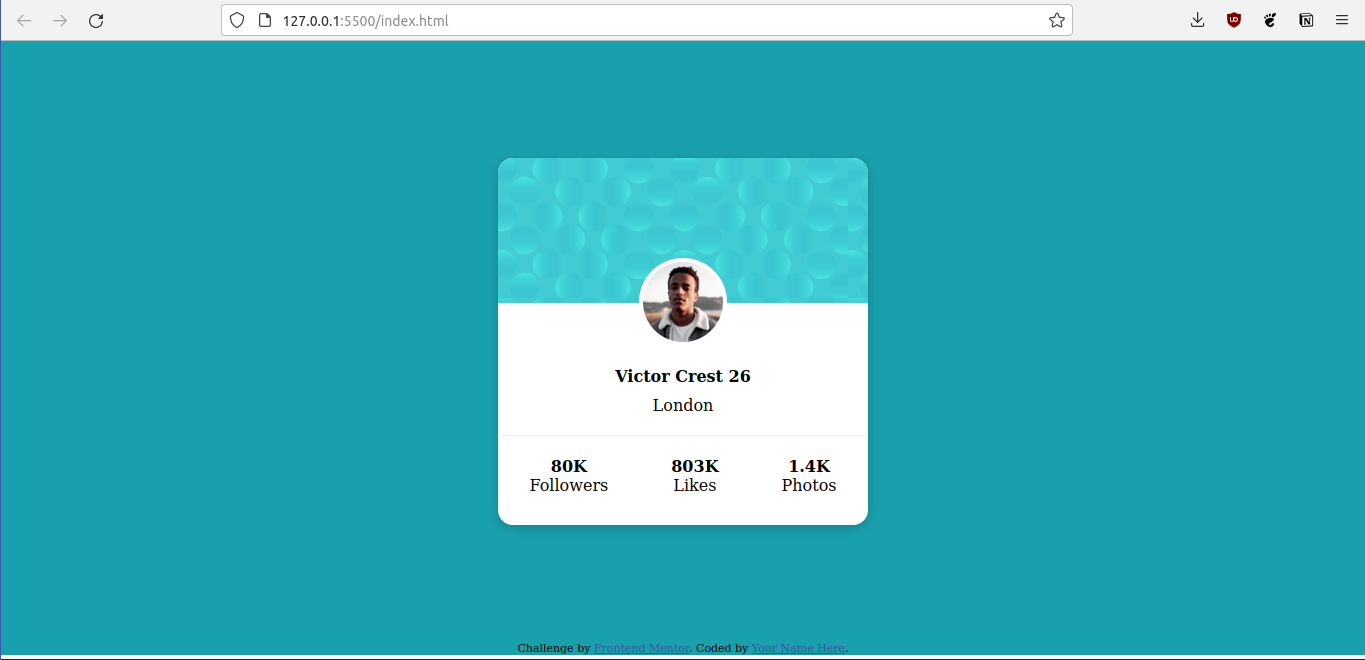 127.0.0.1:5500/index.html
Victor Crest 26
London
80K 803K 1.4K
Followers Likes Photos
Challenge by Frontend Mentor. Coded by Your Name Here.